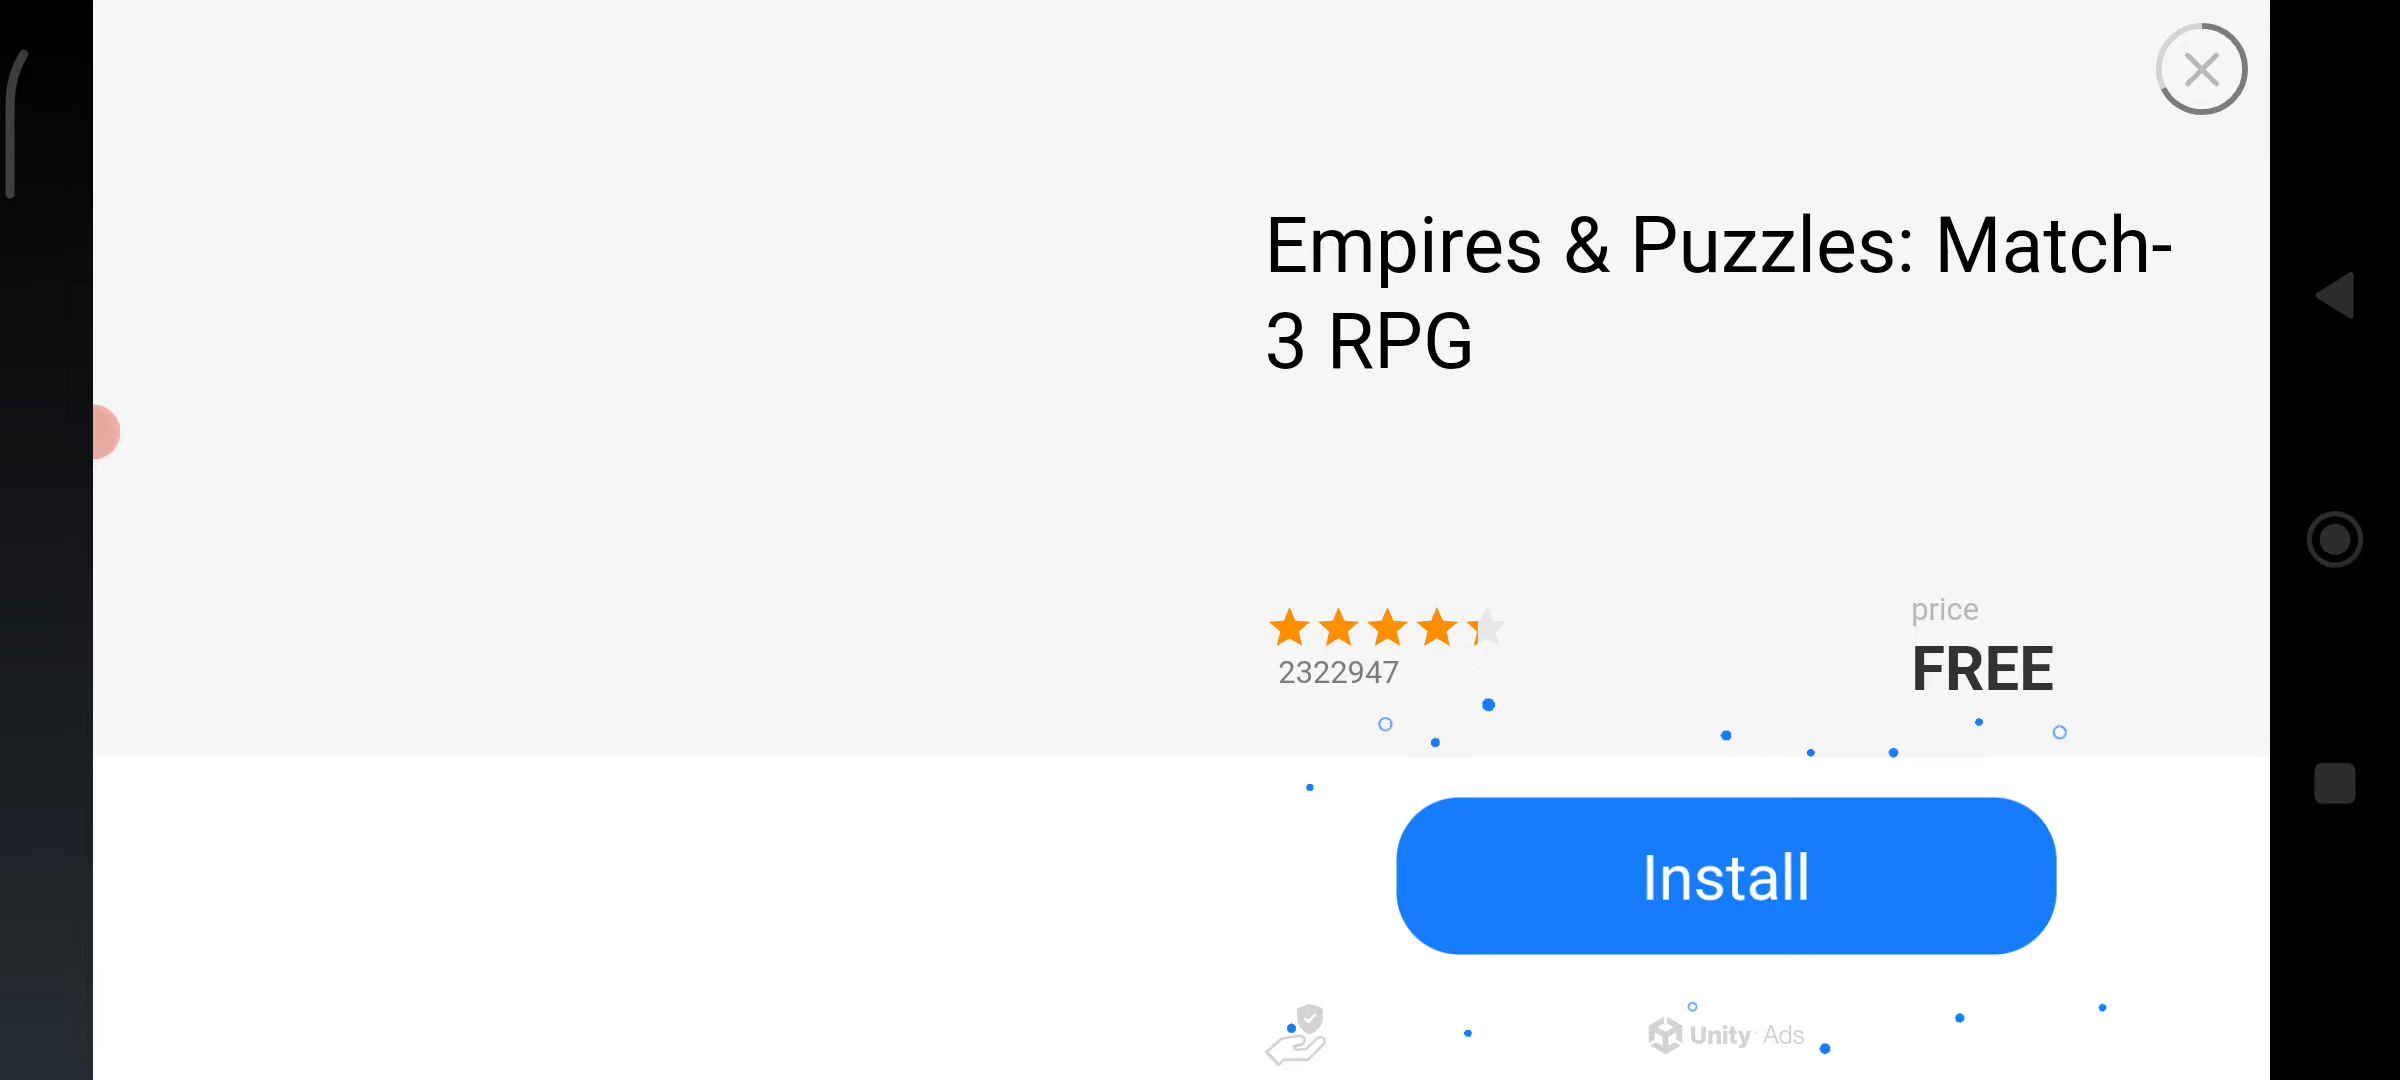 Empires & Puzzles: Match-
3 RPG
price
2322947
FREE
Install
Unity Ads